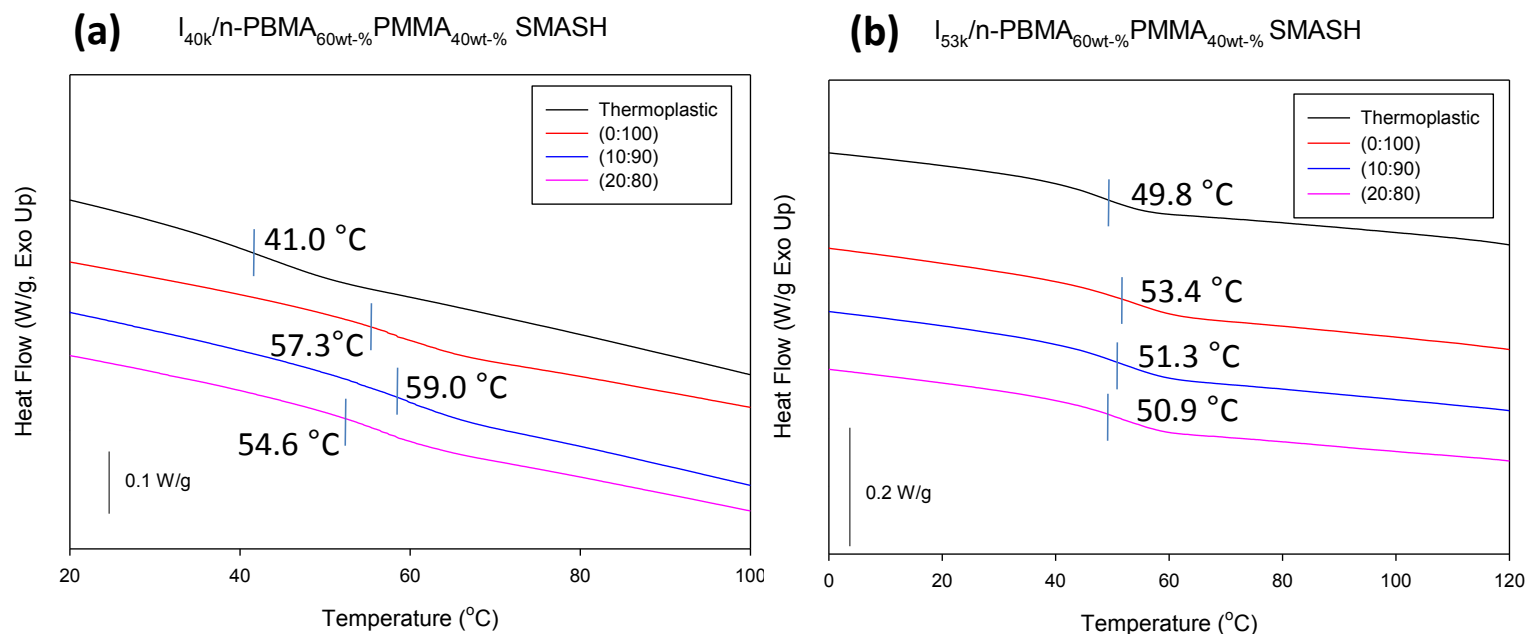 (a) I40k/n-PBMA60wt-%PMMA40wt-% SMASH
Thermoplastic
(0:100)
(10:90)
(20:80)
41.0 °C
57.3°C
59.0 °C
54.6 °C
0.1 W/g
Heat Flow (W/g, Exo Up)
20 40 60 80 100
Temperature (oC)
(b) I53k/n-PBMA60wt-%PMMA40wt-% SMASH
Thermoplastic
(0:100)
(10:90)
(20:80)
49.8 °C
53.4 °C
51.3 °C
50.9 °C
0.2 W/g
Heat Flow (W/g Exo Up)
0 20 40 60 80 100 120
Temperature (oC)